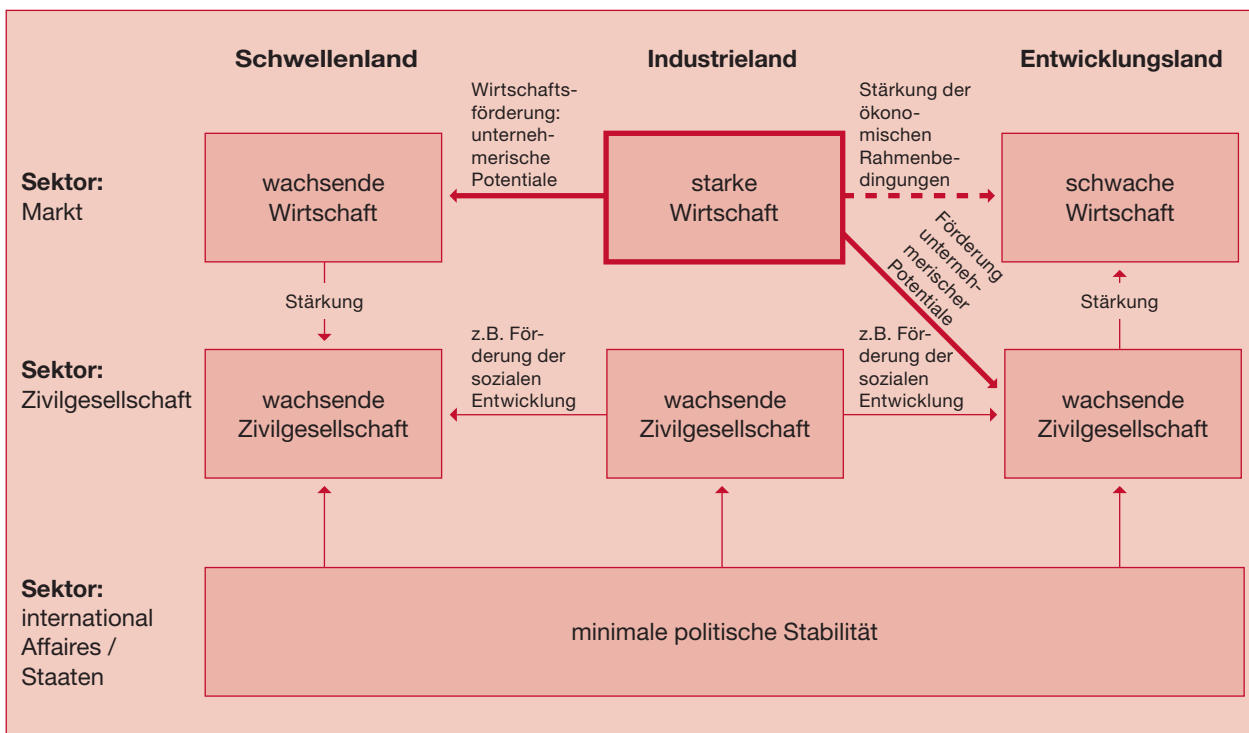 Schwellenland
Industrieland
Entwicklungsland
Wirtschafts-
förderung:
unterneh-
merische
Potentiale
Stärkung der
ökono-
mischen
Rahmenbe-
dingungen
Sektor:
Markt
wachsende
Wirtschaft
starke
Wirtschaft
schwache
Wirtschaft
Förderung
unterneh-
merischer
Potentiale
Stärkung
Stärkung
z.B. För-
derung der
sozialen
Entwicklung
z.B. För-
derung der
sozialen
Entwicklung
Sektor:
Zivilgesellschaft
wachsende
Zivilgesellschaft
wachsende
Zivilgesellschaft
wachsende
Zivilgesellschaft
Sektor:
international
Affaires /
Staaten
minimale politische Stabilität